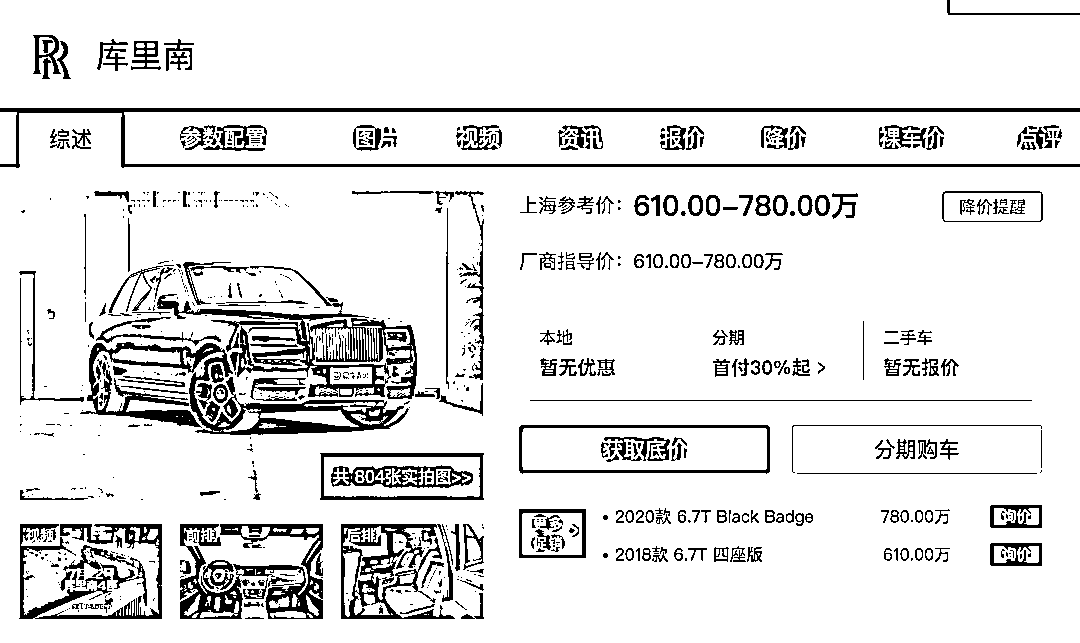 RR 库里南
综述 参数配置 图片 视频 资讯 报价 降价 裸车价 点评
上海参考价：610.00-780.00万 降价提醒
厂商指导价：610.00-780.00万
本地 分期 二手车
暂无优惠 首付30%起 > 暂无报价
共 804张实拍图>>
获取底价 分期购车
视频 前排 后排
更多促销 >
• 2020款 6.7T Black Badge 780.00万 询价
• 2018款 6.7T 四座版 610.00万 询价